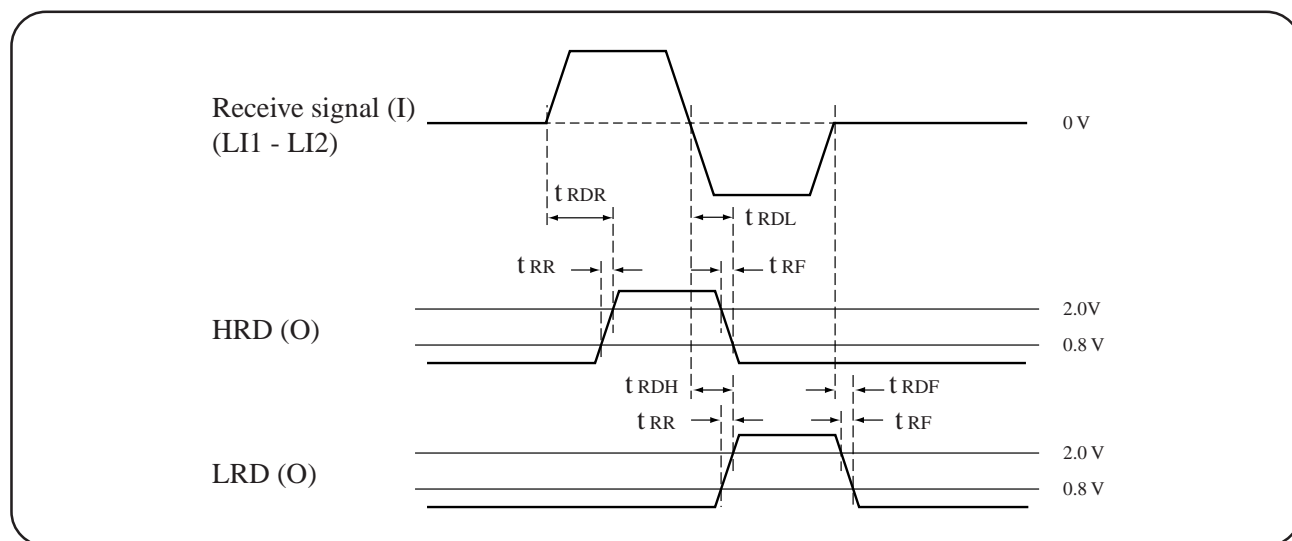 Receive signal (I)
(LI1 - LI2)
0 V
t RDR
t RDL
t RR
t RF
HRD (O)
2.0V
0.8 V
t RDH
t RDF
t RR
t RF
LRD (O)
2.0 V
0.8 V